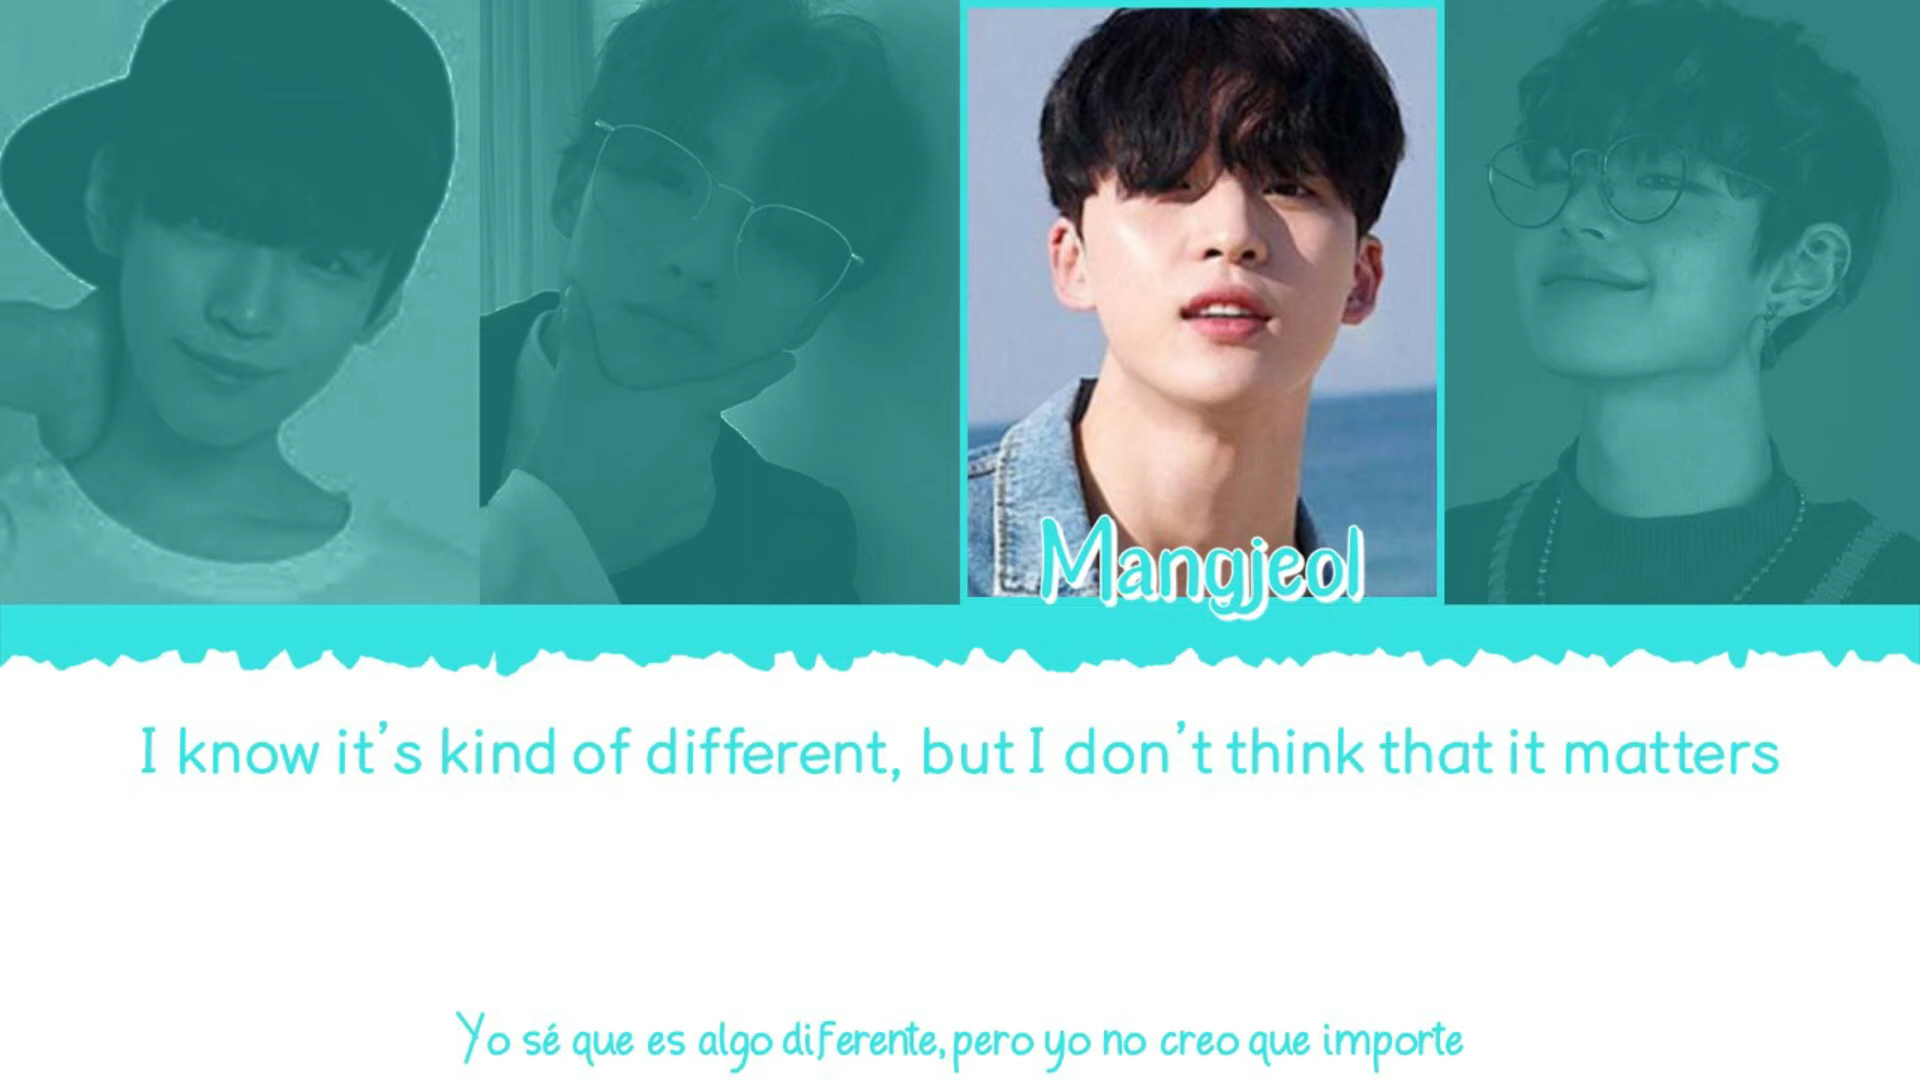 Mangjeol
I know it's kind of different, but I don't think that it matters
Yo sé que es algo diferente, pero yo no creo que importe